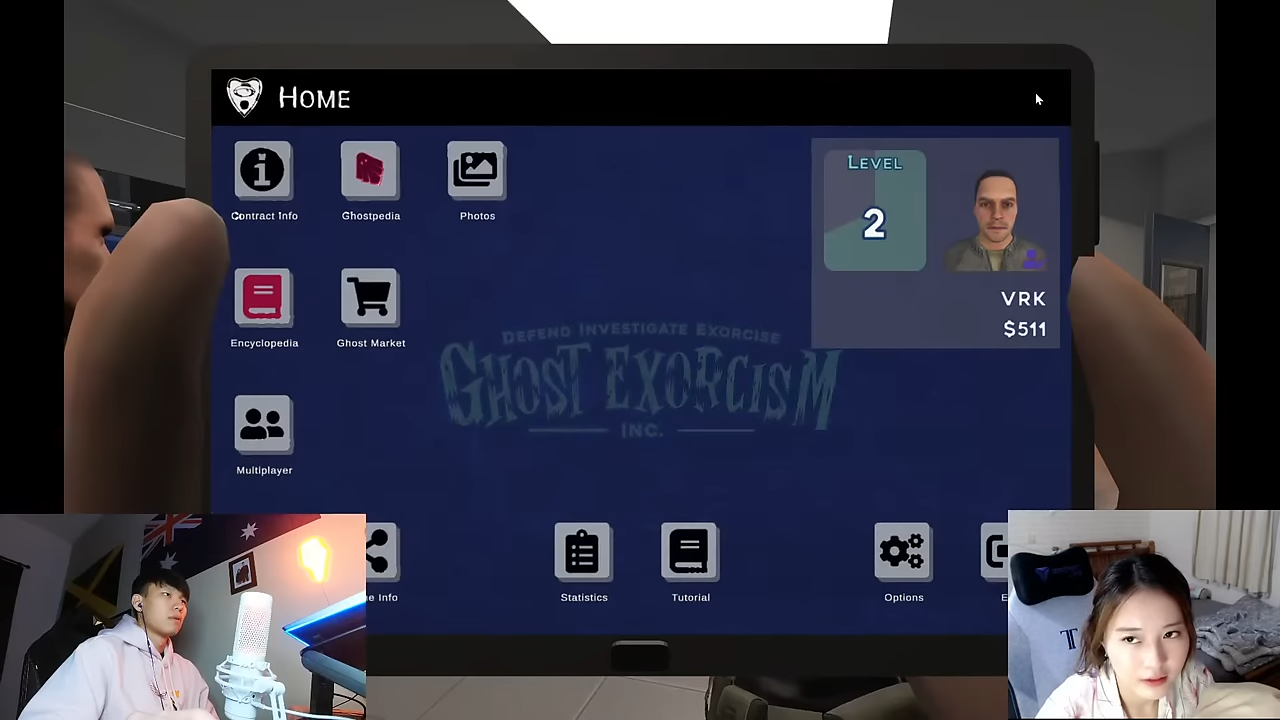 HOME
LEVEL
2
Contract Info
Ghostpedia
Photos
VRK
$511
Encyclopedia
Ghost Market
DEFEND INVESTIGATE EXORCISE
GHOST EXORCISM
INC.
Multiplayer
e Info
Statistics
Tutorial
Options
E
T